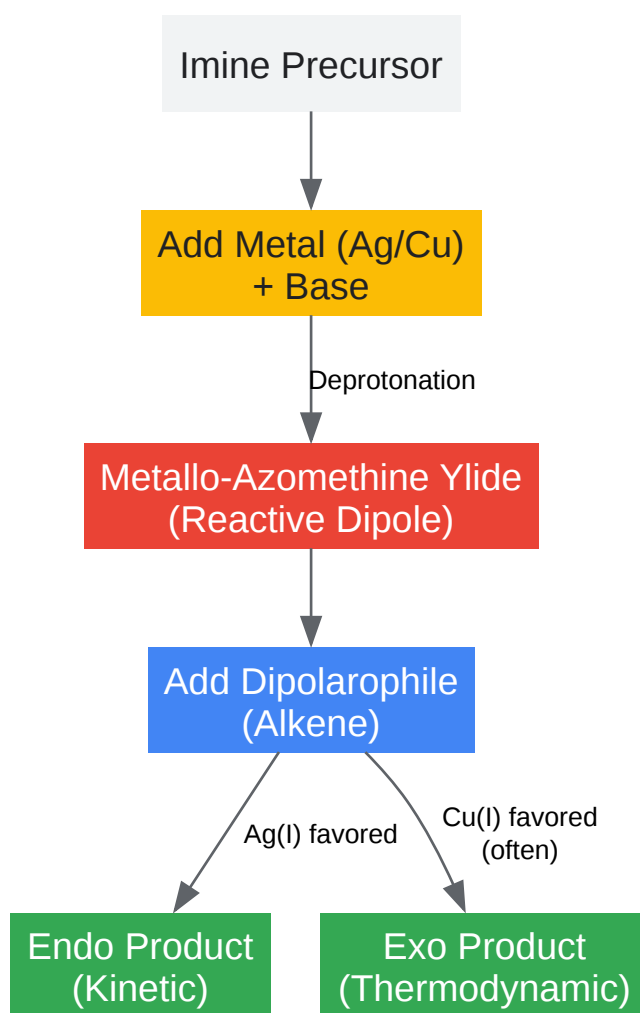 Imine Precursor
Add Metal (Ag/Cu)
+ Base
Deprotonation
Metallo-Azomethine Ylide
(Reactive Dipole)
Add Dipolarophile
(Alkene)
Ag(I) favored
Cu(I) favored
(often)
Endo Product
(Kinetic)
Exo Product
(Thermodynamic)